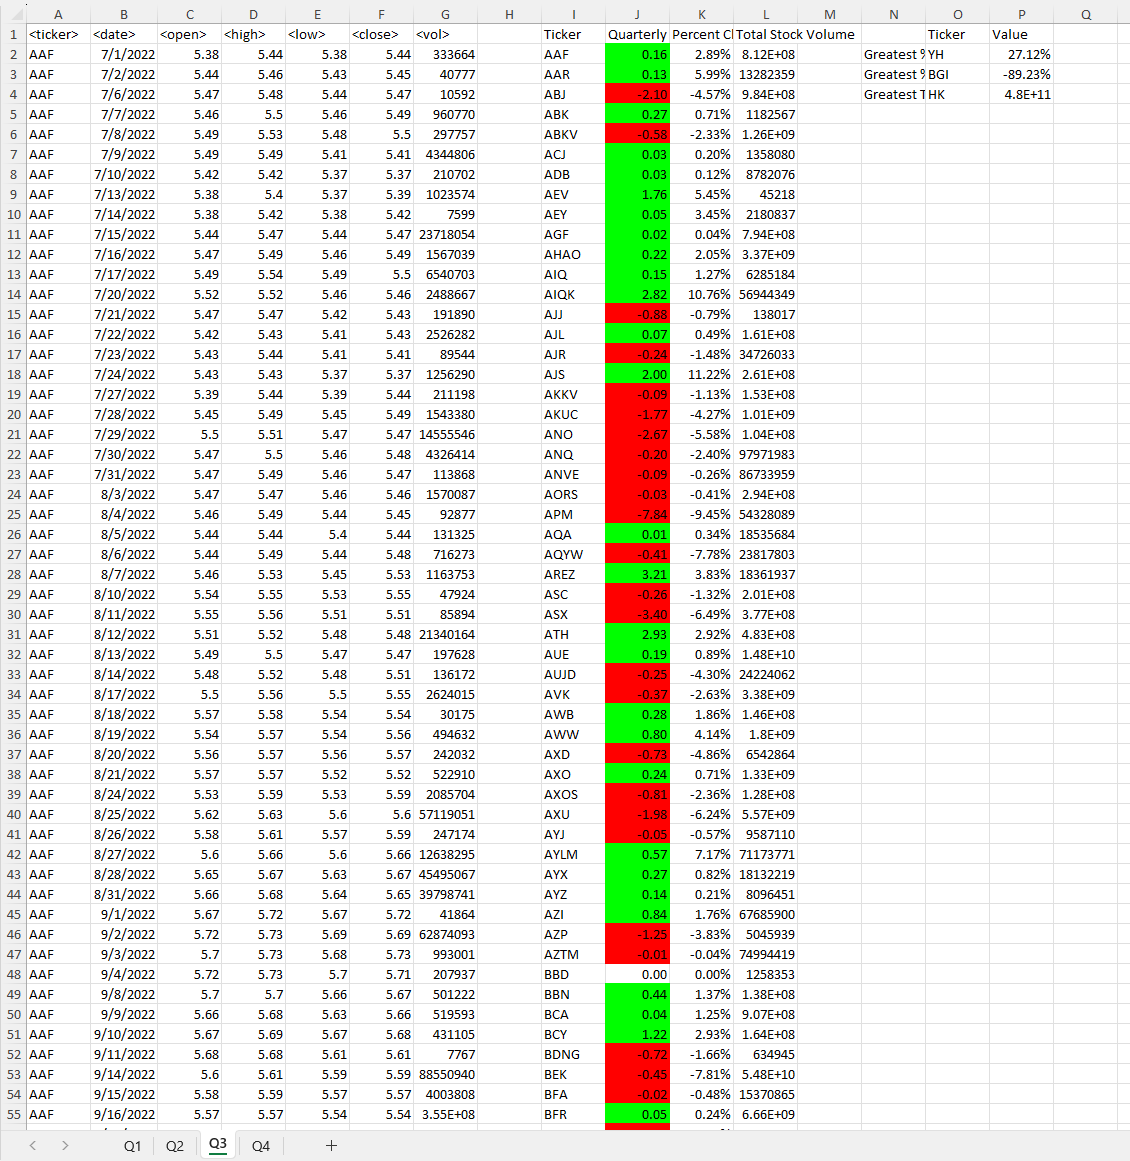 A B C D E F G H I J K L M N O P Q
1 <ticker> <date> <open> <high> <low> <close> <vol> Ticker Quarterly Percent C Total Stock Volume Ticker Value
2 AAF 7/1/2022 5.38 5.44 5.38 5.44 333664 AAF 0.16 2.89% 8.12E+08 Greatest % YH 27.12%
3 AAF 7/2/2022 5.44 5.46 5.43 5.45 40777 AAR 0.13 5.99% 13282359 Greatest % BGI -89.23%
4 AAF 7/6/2022 5.47 5.48 5.44 5.47 10592 ABJ -2.10 -4.57% 9.84E+08 Greatest T HK 4.8E+11
5 AAF 7/7/2022 5.46 5.5 5.46 5.49 960770 ABK 0.27 0.71% 1182567
6 AAF 7/8/2022 5.49 5.53 5.48 5.5 297757 ABKV -0.58 -2.33% 1.26E+09
7 AAF 7/9/2022 5.49 5.49 5.41 5.41 4344806 ACJ 0.03 0.20% 1358080
8 AAF 7/10/2022 5.42 5.42 5.37 5.37 210702 ADB 0.03 0.12% 8782076
9 AAF 7/13/2022 5.38 5.4 5.37 5.39 1023574 AEV 1.76 5.45% 45218
10 AAF 7/14/2022 5.38 5.42 5.38 5.42 7599 AEY 0.05 3.45% 2180837
11 AAF 7/15/2022 5.44 5.47 5.44 5.47 23718054 AGF 0.02 0.04% 7.94E+08
12 AAF 7/16/2022 5.47 5.49 5.46 5.49 1567039 AHAO 0.22 2.05% 3.37E+09
13 AAF 7/17/2022 5.49 5.54 5.49 5.5 6540703 AIQ 0.15 1.27% 6285184
14 AAF 7/20/2022 5.52 5.52 5.46 5.46 2488667 AIQK 2.82 10.76% 56944349
15 AAF 7/21/2022 5.47 5.47 5.42 5.43 191890 AJJ -0.88 -0.79% 138017
16 AAF 7/22/2022 5.42 5.43 5.41 5.43 2526282 AJL 0.07 0.49% 1.61E+08
17 AAF 7/23/2022 5.43 5.44 5.41 5.41 89544 AJR -0.24 -1.48% 34726033
18 AAF 7/24/2022 5.43 5.43 5.37 5.37 1256290 AJS 2.00 11.22% 2.61E+08
19 AAF 7/27/2022 5.39 5.44 5.39 5.44 211198 AKKV -0.09 -1.13% 1.53E+08
20 AAF 7/28/2022 5.45 5.49 5.45 5.49 1543380 AKUC -1.77 -4.27% 1.01E+09
21 AAF 7/29/2022 5.5 5.51 5.47 5.47 14555546 ANO -2.67 -5.58% 1.04E+08
22 AAF 7/30/2022 5.47 5.5 5.46 5.48 4326414 ANQ -0.20 -2.40% 97971983
23 AAF 7/31/2022 5.47 5.49 5.46 5.47 113868 ANVE -0.09 -0.26% 86733959
24 AAF 8/3/2022 5.47 5.47 5.46 5.46 1570087 AORS -0.03 -0.41% 2.94E+08
25 AAF 8/4/2022 5.46 5.49 5.44 5.45 92877 APM -7.84 -9.45% 54328089
26 AAF 8/5/2022 5.44 5.44 5.4 5.44 131325 AQA 0.01 0.34% 18535684
27 AAF 8/6/2022 5.44 5.49 5.44 5.48 716273 AQYW -0.41 -7.78% 23817803
28 AAF 8/7/2022 5.46 5.53 5.45 5.53 1163753 AREZ 3.21 3.83% 18361937
29 AAF 8/10/2022 5.54 5.55 5.53 5.55 47924 ASC -0.26 -1.32% 2.01E+08
30 AAF 8/11/2022 5.55 5.56 5.51 5.51 85894 ASX -3.40 -6.49% 3.77E+08
31 AAF 8/12/2022 5.51 5.52 5.48 5.48 21340164 ATH 2.93 2.92% 4.83E+08
32 AAF 8/13/2022 5.49 5.5 5.47 5.47 197628 AUE 0.19 0.89% 1.48E+10
33 AAF 8/14/2022 5.48 5.52 5.48 5.51 136172 AUJD -0.25 -4.30% 24224062
34 AAF 8/17/2022 5.5 5.56 5.5 5.55 2624015 AVK -0.37 -2.63% 3.38E+09
35 AAF 8/18/2022 5.57 5.58 5.54 5.54 30175 AWB 0.28 1.86% 1.46E+08
36 AAF 8/19/2022 5.54 5.57 5.54 5.56 494632 AWW 0.80 4.14% 1.8E+09
37 AAF 8/20/2022 5.56 5.57 5.56 5.57 242032 AXD -0.73 -4.86% 6542864
38 AAF 8/21/2022 5.57 5.57 5.52 5.52 522910 AXO 0.24 0.71% 1.33E+09
39 AAF 8/24/2022 5.53 5.59 5.53 5.59 2085704 AXOS -0.81 -2.36% 1.28E+08
40 AAF 8/25/2022 5.62 5.63 5.6 5.6 57119051 AXU -1.98 -6.24% 5.57E+09
41 AAF 8/26/2022 5.58 5.61 5.57 5.59 247174 AYJ -0.05 -0.57% 9587110
42 AAF 8/27/2022 5.6 5.66 5.6 5.66 12638295 AYLM 0.57 7.17% 71173771
43 AAF 8/28/2022 5.65 5.67 5.63 5.67 45495067 AYX 0.27 0.82% 18132219
44 AAF 8/31/2022 5.66 5.68 5.64 5.65 39798741 AYZ 0.14 0.21% 8096451
45 AAF 9/1/2022 5.67 5.72 5.67 5.72 41864 AZI 0.84 1.76% 67685900
46 AAF 9/2/2022 5.72 5.73 5.69 5.69 62874093 AZP -1.25 -3.83% 5045939
47 AAF 9/3/2022 5.7 5.73 5.68 5.73 993001 AZTM -0.01 -0.04% 74994419
48 AAF 9/4/2022 5.72 5.73 5.7 5.71 207937 BBD 0.00 0.00% 1258353
49 AAF 9/8/2022 5.7 5.7 5.66 5.67 501222 BBN 0.44 1.37% 1.38E+08
50 AAF 9/9/2022 5.66 5.68 5.63 5.66 519593 BCA 0.04 1.25% 9.07E+08
51 AAF 9/10/2022 5.67 5.69 5.67 5.68 431105 BCY 1.22 2.93% 1.64E+08
52 AAF 9/11/2022 5.68 5.68 5.61 5.61 7767 BDNG -0.72 -1.66% 634945
53 AAF 9/14/2022 5.6 5.61 5.59 5.59 88550940 BEK -0.45 -7.81% 5.48E+10
54 AAF 9/15/2022 5.58 5.59 5.57 5.57 4003808 BFA -0.02 -0.48% 15370865
55 AAF 9/16/2022 5.57 5.57 5.54 5.54 3.55E+08 BFR 0.05 0.24% 6.66E+09
Q1 Q2 Q3 Q4 +